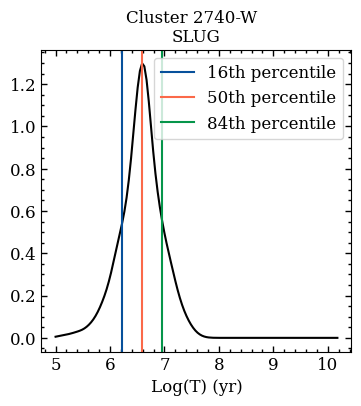 Cluster 2740-W
SLUG
16th percentile
50th percentile
84th percentile
1.2
1.0
0.8
0.6
0.4
0.2
0.0
5 6 7 8 9 10
Log(T) (yr)